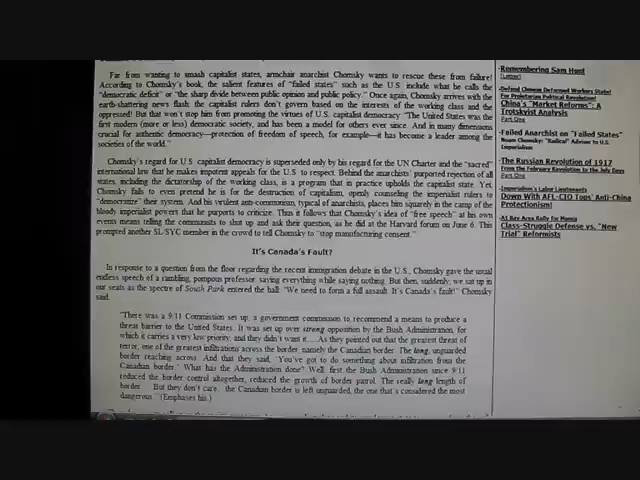 Far from wanting to smash capitalist states, armchair anarchist Chomsky wants to rescue these from failure!
According to Chomsky's book, the salient features of "failed states" such as the U.S. include what he calls the
"democratic deficit" or "the sharp divide between public opinion and public policy." Once again, Chomsky arrives with the
earth-shattering news flash: the capitalist rulers don't govern based on the interests of the working class and the
oppressed! But that won't stop him from promoting the virtues of U.S. capitalist democracy: "The United States was the
first modern (more or less) democratic society, and has been a model for others ever since. And in many dimensions
crucial for authentic democracy—protection of freedom of speech, for example—it has become a leader among the
societies of the world."
Chomsky's regard for U.S. capitalist democracy is superseded only by his regard for the UN Charter and the "sacred"
international law that he makes impotent appeals for the U.S. to respect. Behind the anarchists' purported rejection of all
states, including the dictatorship of the working class, is a program that in practice upholds the capitalist state. Yet,
Chomsky fails to even pretend he is for the destruction of capitalism, openly counseling the imperialist rulers to
"democratize" their system. And his virulent anti-communism, typical of anarchists, places him squarely in the camp of the
bloody imperialist powers that he purports to criticize. Thus it follows that Chomsky's idea of "free speech" at his own
events means telling the communists to shut up and ask their question, as he did at the Harvard forum on June 6. This
prompted another SL/SYC member in the crowd to tell Chomsky to "stop manufacturing consent."
It's Canada's Fault?
In response to a question from the floor regarding the recent immigration debate in the U.S., Chomsky gave the usual
endless speech of a rambling, pompous professor: saying everything while saying nothing. But then, suddenly, we sat up in
our seats as the spectre of South Park entered the hall: "We need to form a full assault. It's Canada's fault!" Chomsky
said:
"There was a 9/11 Commission set up, a government commission to recommend a means to produce a
threat barrier to the United States. It was set up over strong opposition by the Bush Administration, for
which it carries a very low priority, and they didn't want it.... As they pointed out that the greatest threat of
terror, one of the greatest infiltrations across the border, namely the Canadian border. The long, unguarded
border reaching across. And that they said, 'You've got to do something about infiltration from the
Canadian border.' What has the Administration done? Well, first the Bush Administration since 9/11
reduced the border control altogether, reduced the growth of border patrol. The really long length of
border... But they don't care... the Canadian border is left unguarded, the one that's considered the most
dangerous." (Emphases his.)
Remembering Sam Hunt
(Letter)
Defend Chinese Deformed Workers State!
For Proletarian Political Revolution!
China's "Market Reforms": A
Trotskyist Analysis
Part One
Failed Anarchist on "Failed States"
Noam Chomsky: "Radical" Adviser to U.S.
Imperialism
The Russian Revolution of 1917
From the February Revolution to the July Days
Part One
Imperialism's Labor Lieutenants
Down With AFL-CIO Tops' Anti-China
Protectionism!
At Bay Area Rally for Mumia
Class-Struggle Defense vs. "New
Trial" Reformists